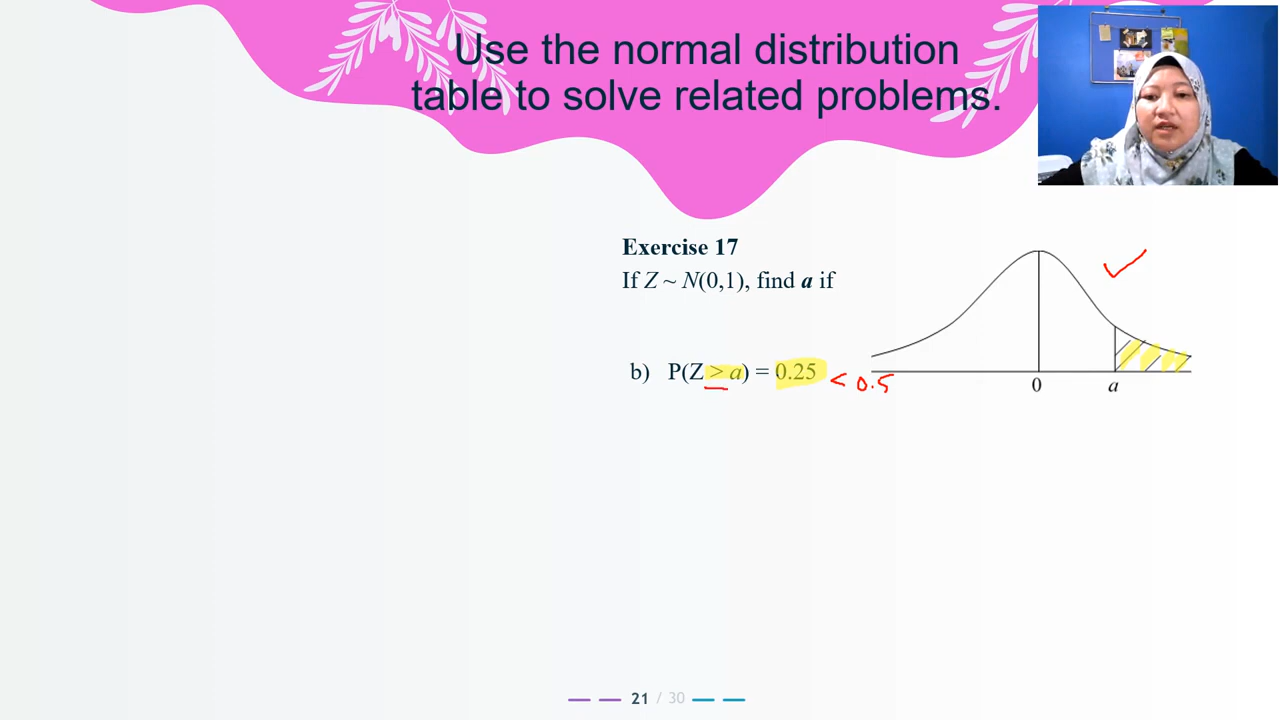 Use the normal distribution
table to solve related problems.
Exercise 17
If Z ~ N(0,1), find a if
b) P(Z > a) = 0.25 < 0.5
0 a
21 / 30